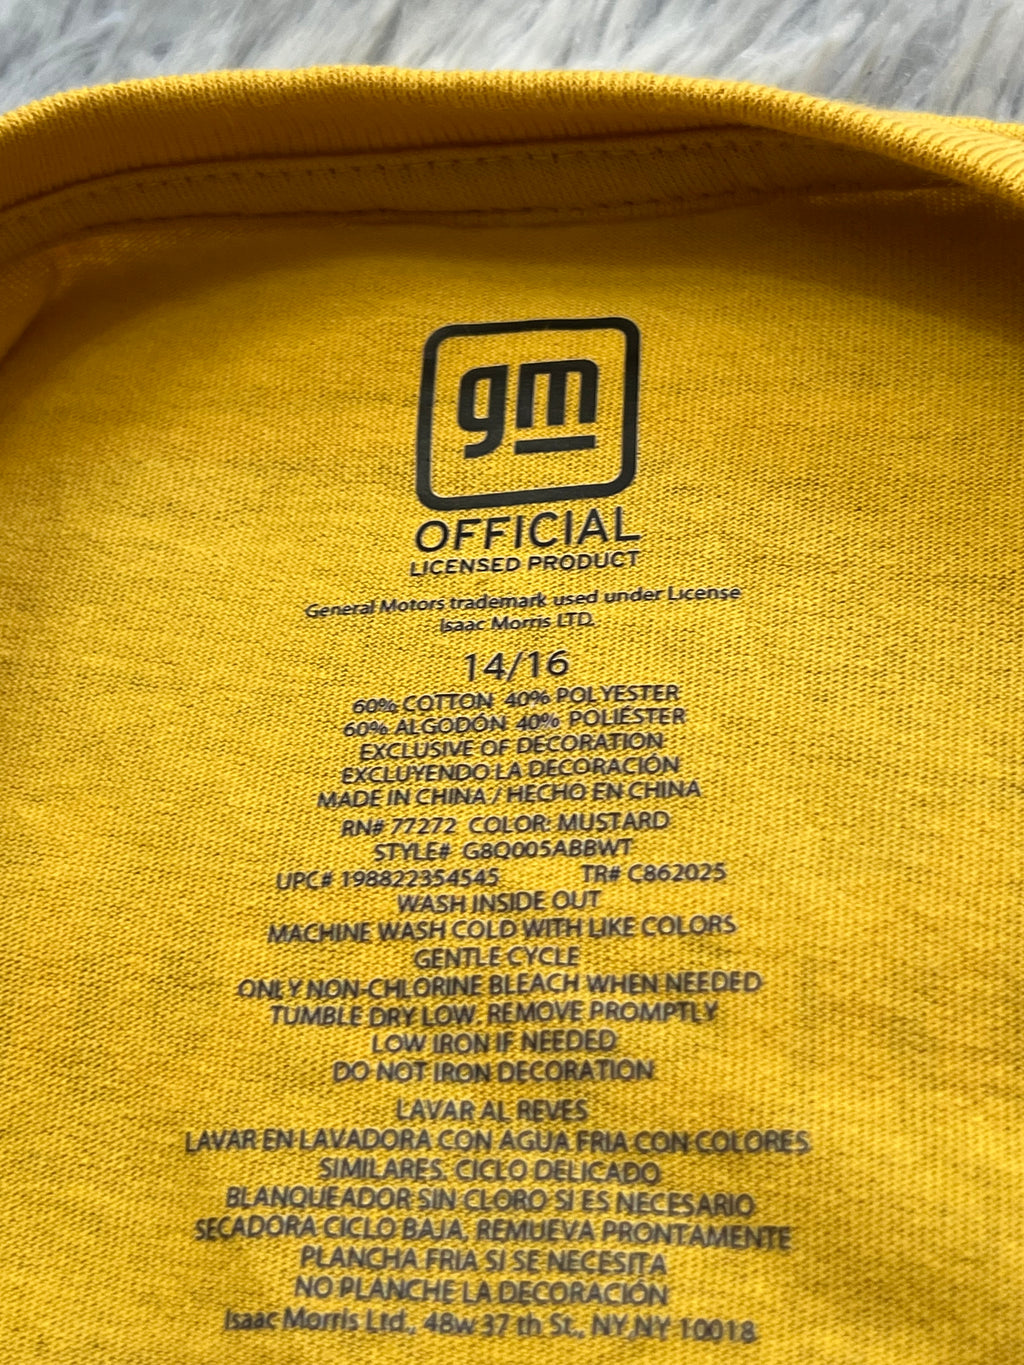 gm
OFFICIAL
LICENSED PRODUCT
General Motors trademark used under License
Isaac Morris LTD.
14/16
60% COTTON 40% POLYESTER
60% ALGODÓN 40% POLIÉSTER
EXCLUSIVE OF DECORATION
EXCLUYENDO LA DECORACIÓN
MADE IN CHINA / HECHO EN CHINA
RN# 77272 COLOR: MUSTARD
STYLE# G8Q005ABBWT
UPC# 198822354545 TR# C862025
WASH INSIDE OUT
MACHINE WASH COLD WITH LIKE COLORS
GENTLE CYCLE
ONLY NON-CHLORINE BLEACH WHEN NEEDED
TUMBLE DRY LOW, REMOVE PROMPTLY
LOW IRON IF NEEDED
DO NOT IRON DECORATION
LAVAR AL REVES
LAVAR EN LAVADORA CON AGUA FRIA CON COLORES
SIMILARES. CICLO DELICADO
BLANQUEADOR SIN CLORO SI ES NECESARIO
SECADORA CICLO BAJA, REMUEVA PRONTAMENTE
PLANCHA FRIA SI SE NECESITA
NO PLANCHE LA DECORACIÓN
Isaac Morris Ltd., 48w 37 th St., NY,NY 10018